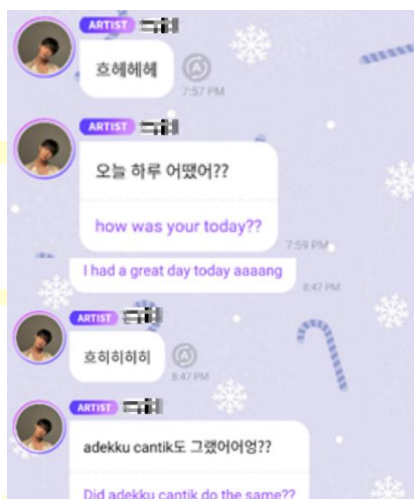 ARTIST
흐헤헤헤
7:57 PM
ARTIST
오늘 하루 어땠어??
how was your today??
7:59 PM
I had a great day today aaaang
8:47 PM
ARTIST
흐히히히히
8:47 PM
ARTIST
adekku cantik도 그랬어어엉??
Did adekku cantik do the same??